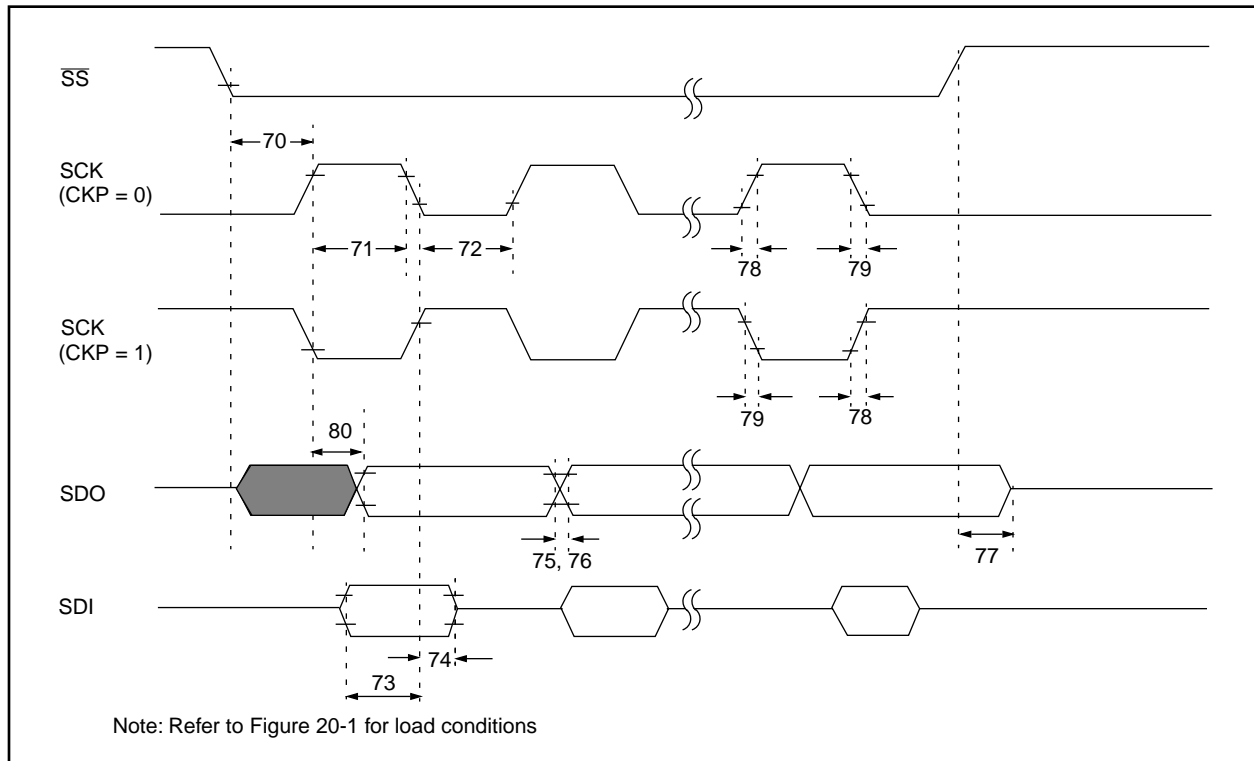 SS
70
SCK
(CKP = 0)
71
72
78
79
SCK
(CKP = 1)
79
78
80
SDO
75, 76
77
SDI
74
73
Note: Refer to Figure 20-1 for load conditions